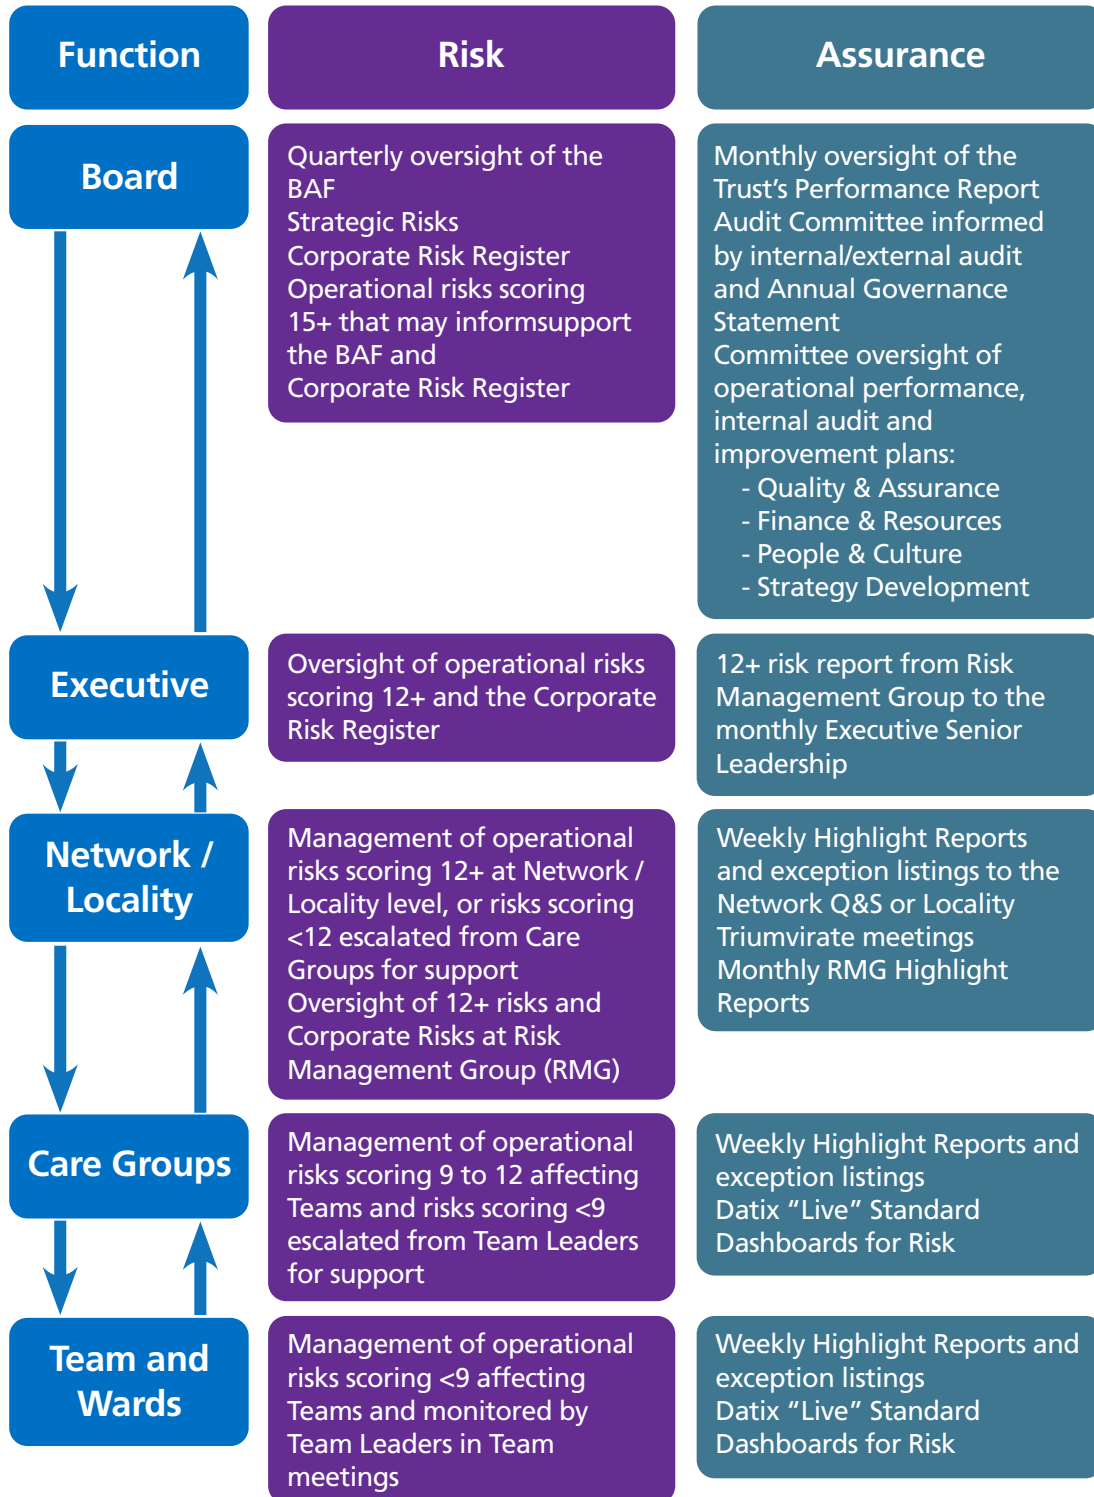 Function
Risk
Assurance
Board
Quarterly oversight of the
BAF
Strategic Risks
Corporate Risk Register
Operational risks scoring
15+ that may informsupport
the BAF and
Corporate Risk Register
Monthly oversight of the
Trust’s Performance Report
Audit Committee informed
by internal/external audit
and Annual Governance
Statement
Committee oversight of
operational performance,
internal audit and
improvement plans:
- Quality & Assurance
- Finance & Resources
- People & Culture
- Strategy Development
Executive
Oversight of operational risks
scoring 12+ and the Corporate
Risk Register
12+ risk report from Risk
Management Group to the
monthly Executive Senior
Leadership
Network /
Locality
Management of operational
risks scoring 12+ at Network /
Locality level, or risks scoring
<12 escalated from Care
Groups for support
Oversight of 12+ risks and
Corporate Risks at Risk
Management Group (RMG)
Weekly Highlight Reports
and exception listings to the
Network Q&S or Locality
Triumvirate meetings
Monthly RMG Highlight
Reports
Care Groups
Management of operational
risks scoring 9 to 12 affecting
Teams and risks scoring <9
escalated from Team Leaders
for support
Weekly Highlight Reports and
exception listings
Datix “Live” Standard
Dashboards for Risk
Team and
Wards
Management of operational
risks scoring <9 affecting
Teams and monitored by
Team Leaders in Team
meetings
Weekly Highlight Reports and
exception listings
Datix “Live” Standard
Dashboards for Risk